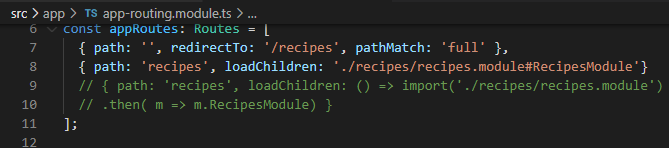 src > app > TS app-routing.module.ts > ...
6 const appRoutes: Routes = [
7 { path: '', redirectTo: '/recipes', pathMatch: 'full' },
8 { path: 'recipes', loadChildren: './recipes/recipes.module#RecipesModule'}
9 // { path: 'recipes', loadChildren: () => import('./recipes/recipes.module')
10 // .then( m => m.RecipesModule) }
11 ];
12